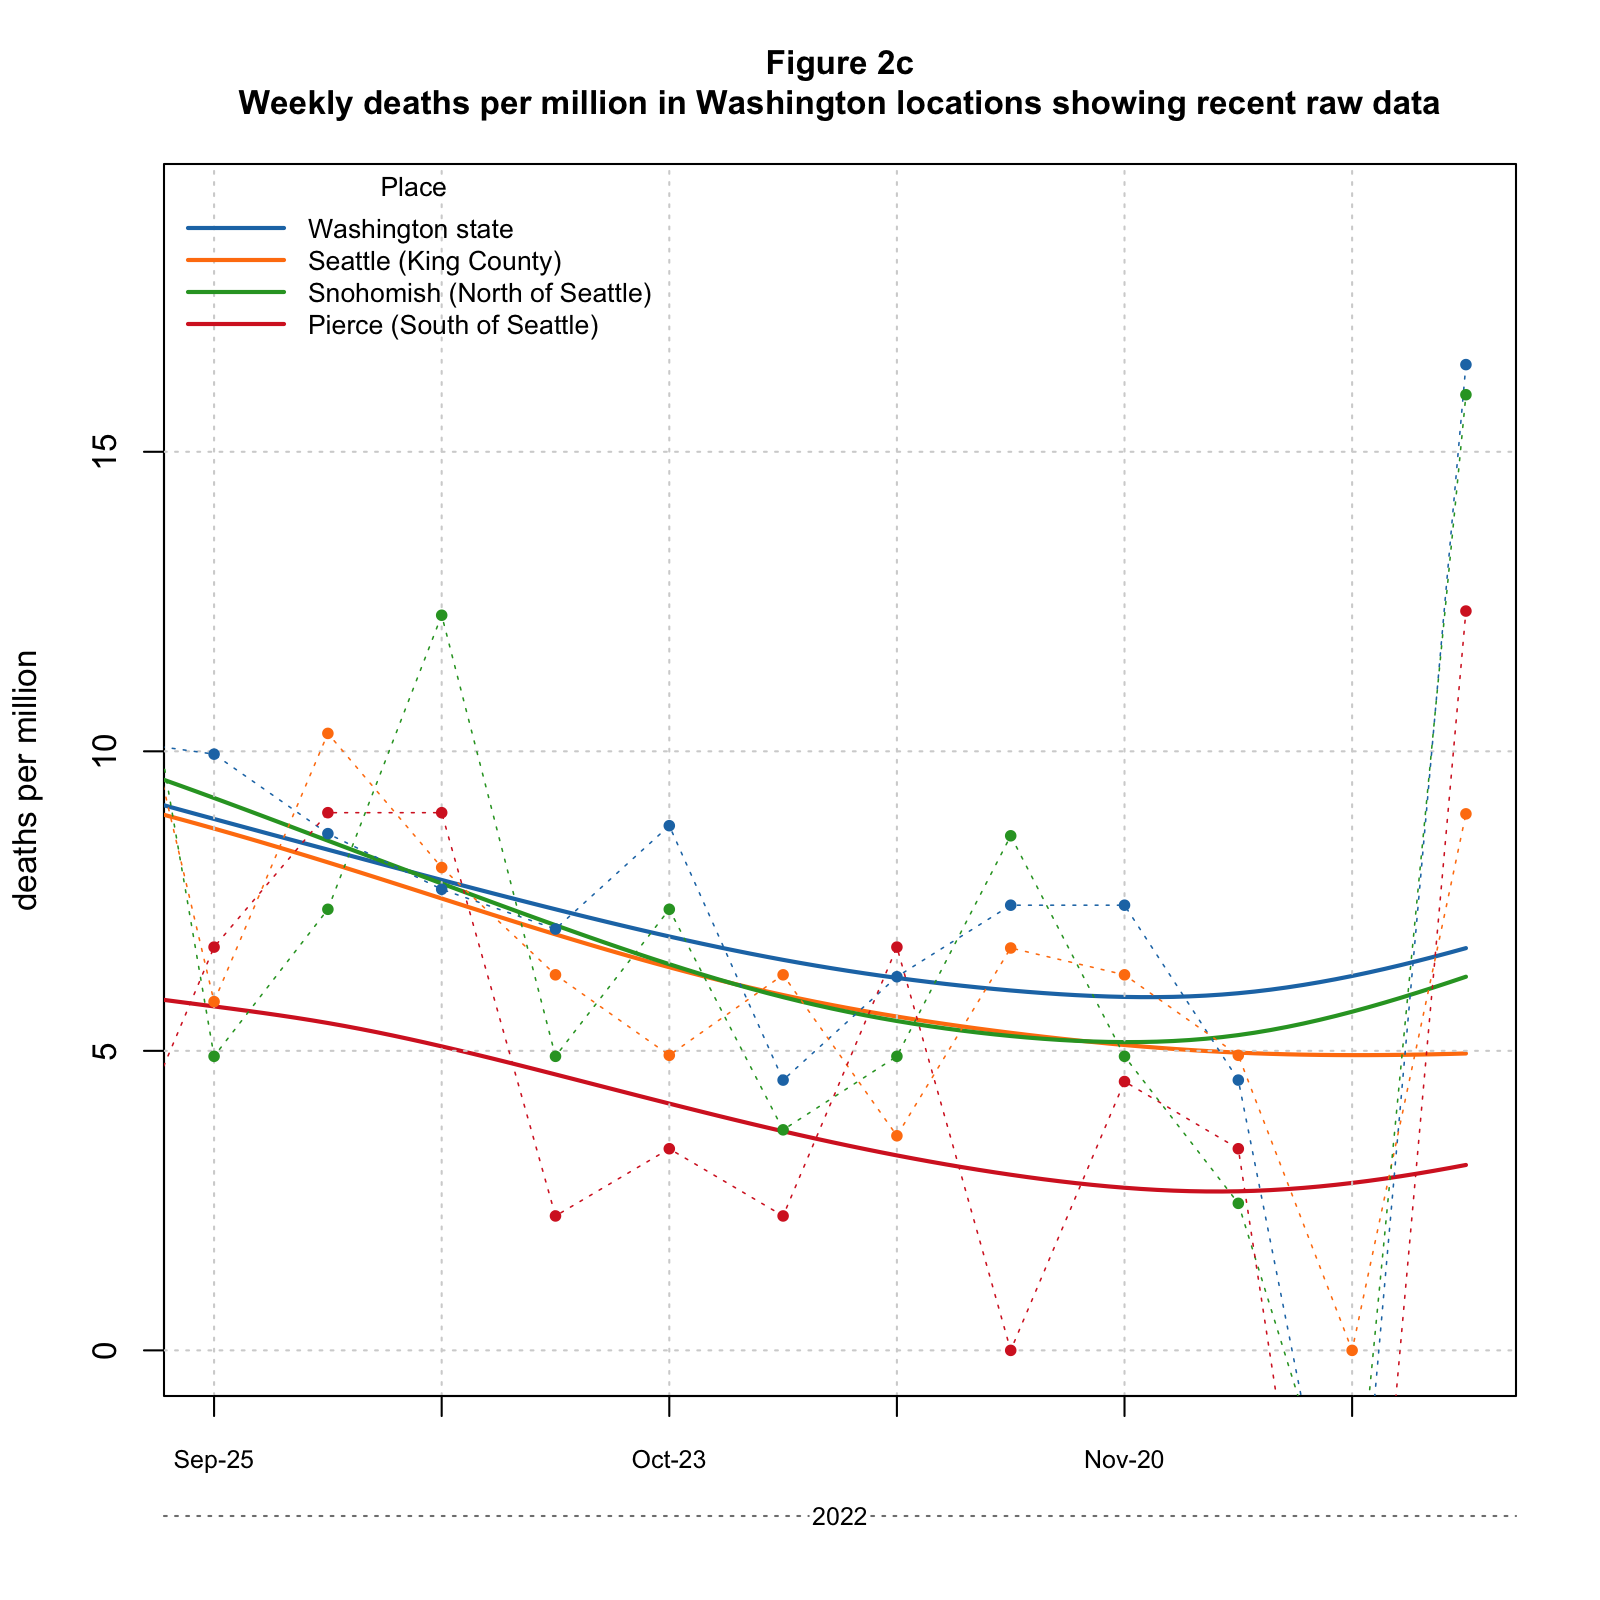 Figure 2c
Weekly deaths per million in Washington locations showing recent raw data
Place
Washington state
Seattle (King County)
Snohomish (North of Seattle)
Pierce (South of Seattle)
deaths per million
15
10
5
0
Sep-25
Oct-23
Nov-20
2022